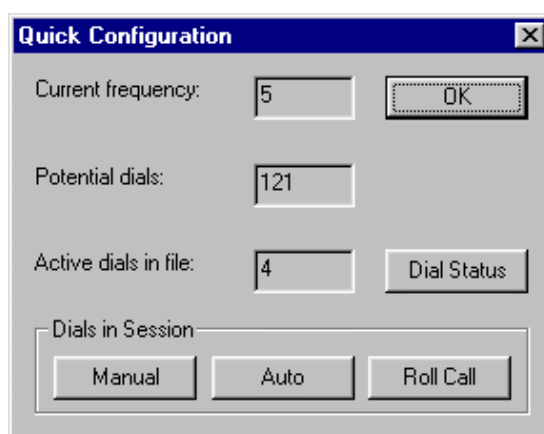 Quick Configuration
Current frequency: 5 OK
Potential dials: 121
Active dials in file: 4 Dial Status
Dials in Session
Manual Auto Roll Call